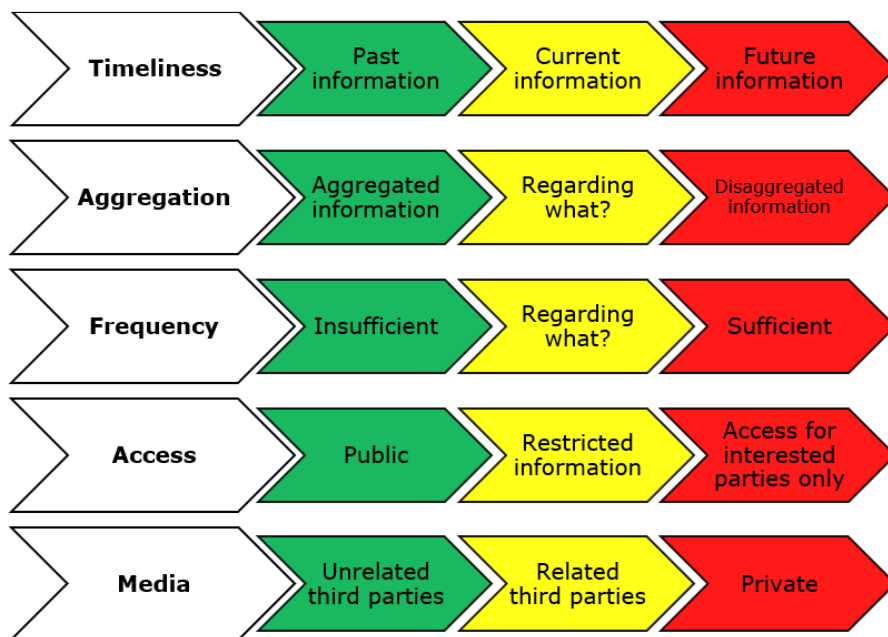 Timeliness
Past
information
Current
information
Future
information
Aggregation
Aggregated
information
Regarding
what?
Disaggregated
information
Frequency
Insufficient
Regarding
what?
Sufficient
Access
Public
Restricted
information
Access for
interested
parties only
Media
Unrelated
third parties
Related
third parties
Private